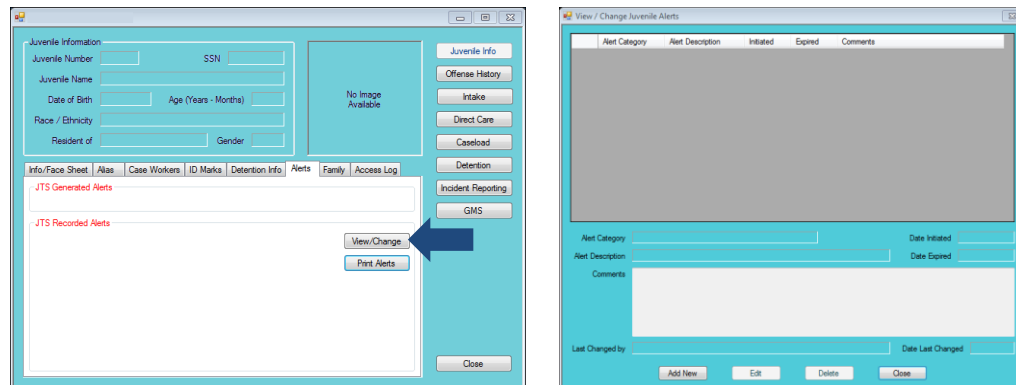 Juvenile Information
Juvenile Number SSN
Juvenile Name
Date of Birth Age (Years - Months)
Race / Ethnicity
Resident of Gender
No Image
Available
Juvenile Info
Offense History
Intake
Direct Care
Caseload
Detention
Incident Reporting
GMS
Info/Face Sheet Alias Case Workers ID Marks Detention Info Alerts Family Access Log
JTS Generated Alerts
JTS Recorded Alerts
View/Change
Print Alerts
Close
View / Change Juvenile Alerts
Alert Category Alert Description Initiated Expired Comments
Alert Category Date Initiated
Alert Description Date Expired
Comments
Last Changed by Date Last Changed
Add New Edit Delete Close